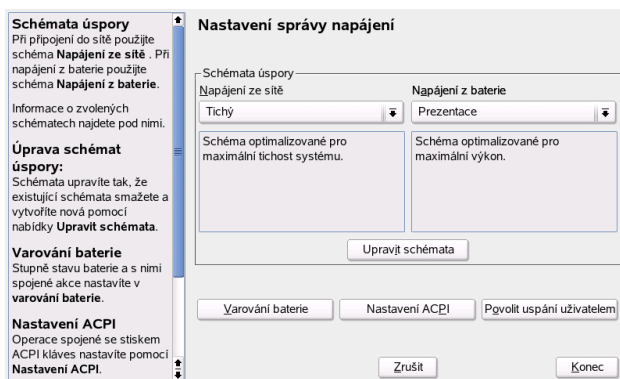 Schémata úspory
Při připojení do sítě použijte
schéma Napájení ze sítě . Při
napájení z baterie použijte
schéma Napájení z baterie.
Informace o zvolených
schématech najdete pod nimi.
Úprava schémat
úspory:
Schémata upravíte tak, že
existující schémata smažete a
vytvoříte nová pomocí
nabídky Upravit schémata.
Varování baterie
Stupně stavu baterie a s nimi
spojené akce nastavíte v
varování baterie.
Nastavení ACPI
Operace spojené se stiskem
ACPI kláves nastavíte pomocí
Nastavení ACPI.
Nastavení správy napájení
Schémata úspory
Napájení ze sítě
Tichý
Schéma optimalizované pro
maximální tichost systému.
Napájení z baterie
Prezentace
Schéma optimalizované pro
maximální výkon.
Upravit schémata
Varování baterie
Nastavení ACPI
Povolit uspání uživatelem
Zrušit
Konec